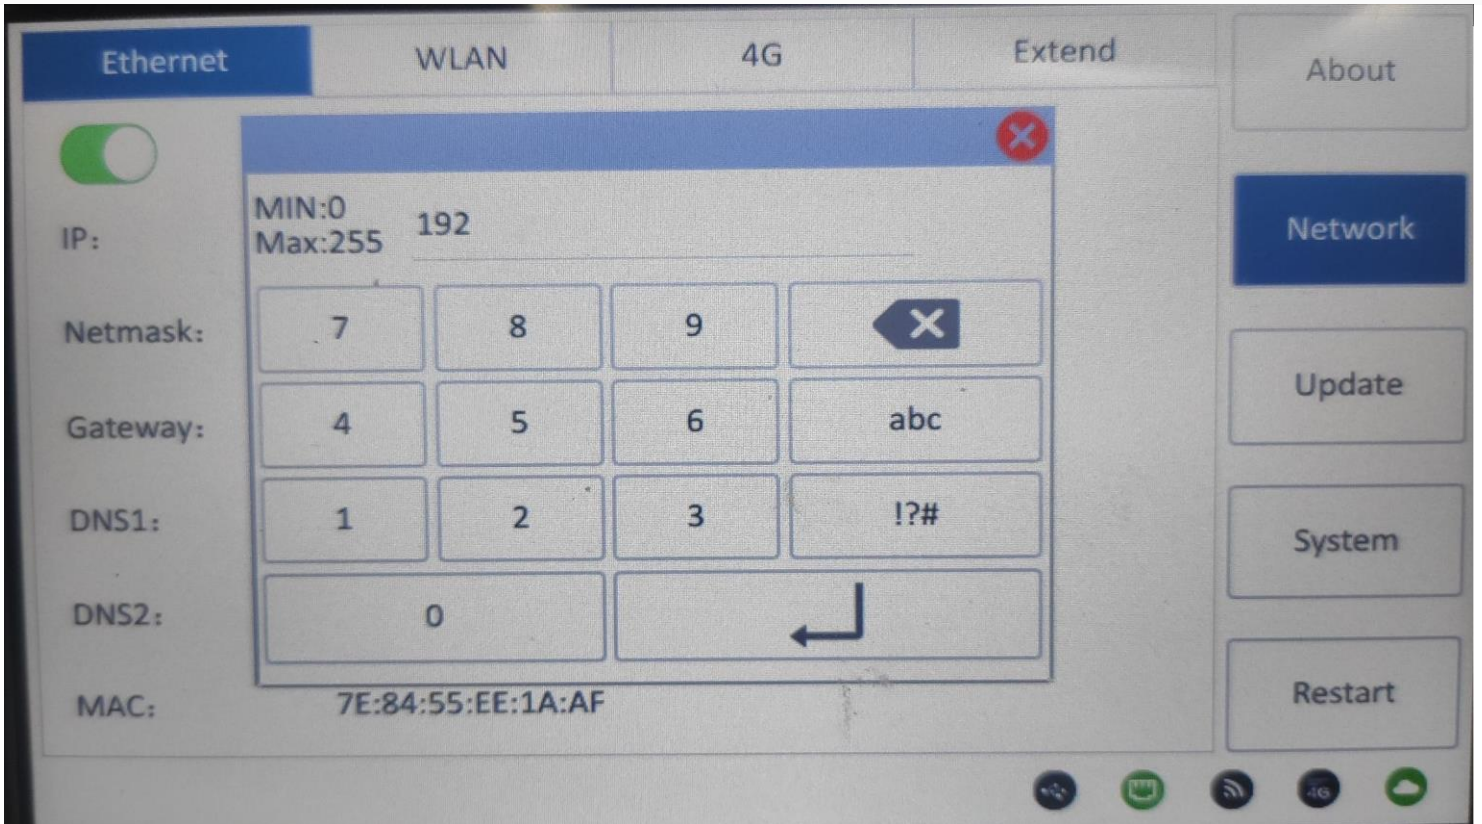 Ethernet
WLAN
4G
Extend
About
MIN:0
Max:255
192
IP:
Network
7
8
9
Netmask:
Update
4
5
6
abc
Gateway:
1
2
3
!?#
DNS1:
System
0
DNS2:
Restart
MAC:
7E:84:55:EE:1A:AF
4G